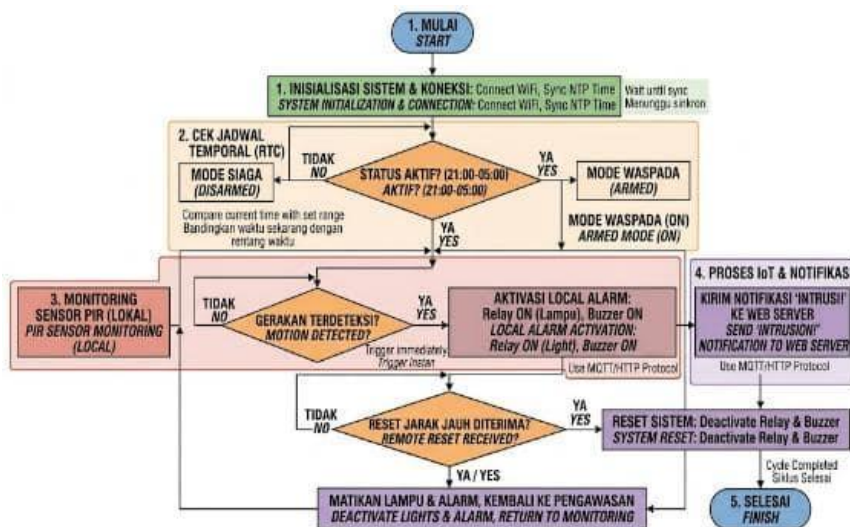 1. MULAI
START
1. INISIALISASI SISTEM & KONEKSI: Connect WiFi, Sync NTP Time
SYSTEM INITIALIZATION & CONNECTION: Connect WiFi, Sync NTP Time
Wait until sync
Menunggu sinkron
2. CEK JADWAL
TEMPORAL (RTC)
TIDAK
NO
MODE SIAGA
(DISARMED)
STATUS AKTIF? (21:00-05:00)
AKTIF? (21:00-05:00)
YA
YES
MODE WASPADA
(ARMED)
Compare current time with set range
Bandingkan waktu sekarang dengan
rentang waktu
MODE WASPADA (ON)
ARMED MODE (ON)
YA
YES
3. MONITORING
SENSOR PIR (LOKAL)
PIR SENSOR MONITORING
(LOCAL)
TIDAK
NO
GERAKAN TERDETEKSI?
MOTION DETECTED?
YA
YES
Trigger immediately
Trigger Instan
AKTIVASI LOCAL ALARM:
Relay ON (Lampu), Buzzer ON
LOCAL ALARM ACTIVATION:
Relay ON (Light), Buzzer ON
Use MQTT/HTTP Protocol
4. PROSES IoT & NOTIFIKAS
KIRIM NOTIFIKASI 'INTRUSI!'
KE WEB SERVER
SEND 'INTRUSION!'
NOTIFICATION TO WEB SERVER
Use MQTT/HTTP Protocol
TIDAK
NO
RESET JARAK JAUH DITERIMA?
REMOTE RESET RECEIVED?
YA
YES
RESET SISTEM: Deactivate Relay & Buzzer
SYSTEM RESET: Deactivate Relay & Buzzer
YA / YES
Cycle Completed
Siklus Selesai
MATIKAN LAMPU & ALARM, KEMBALI KE PENGAWASAN
DEACTIVATE LIGHTS & ALARM, RETURN TO MONITORING
5. SELESAI
FINISH